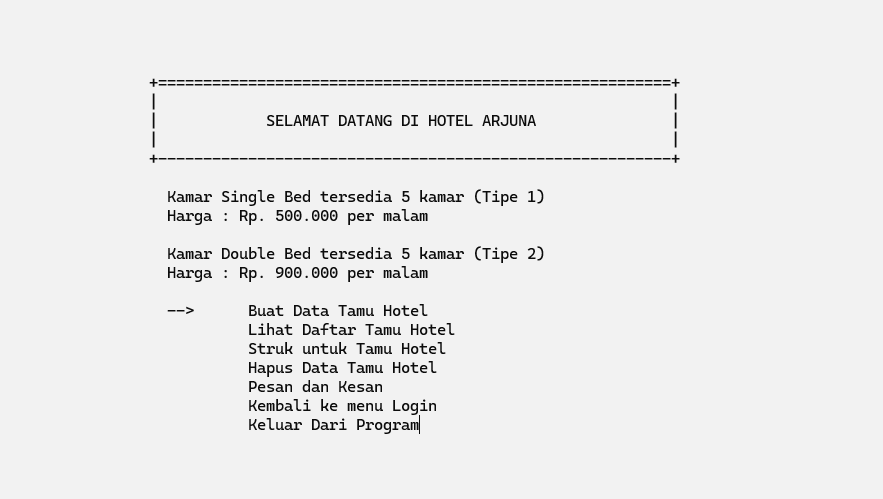 +=========================================================+
|                                                         |
|            SELAMAT DATANG DI HOTEL ARJUNA               |
|                                                         |
+---------------------------------------------------------+
Kamar Single Bed tersedia 5 kamar (Tipe 1)
Harga : Rp. 500.000 per malam
Kamar Double Bed tersedia 5 kamar (Tipe 2)
Harga : Rp. 900.000 per malam
-->      Buat Data Tamu Hotel
Lihat Daftar Tamu Hotel
Struk untuk Tamu Hotel
Hapus Data Tamu Hotel
Pesan dan Kesan
Kembali ke menu Login
Keluar Dari Program